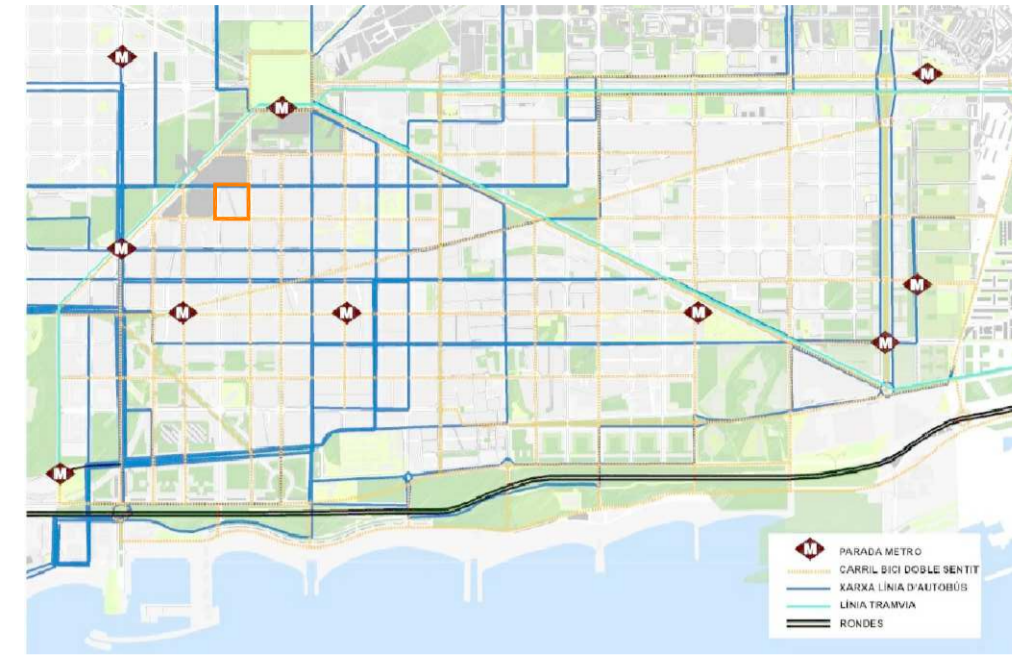 M
M
M
M
M
M
M
M
M
M
M
PARADA METRO
CARRIL BICI DOBLE SENTIT
XARXA LÍNIA D'AUTOBÚS
LÍNIA TRAMVIA
RONDES